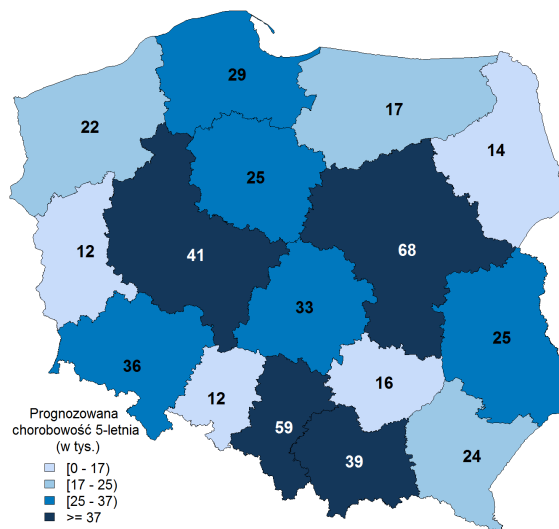 29
22
17
14
25
12
41
68
33
25
36
12
16
59
39
24
Prognozowana
chorobowość 5-letnia
(w tys.)
[0 - 17)
[17 - 25)
[25 - 37)
>= 37